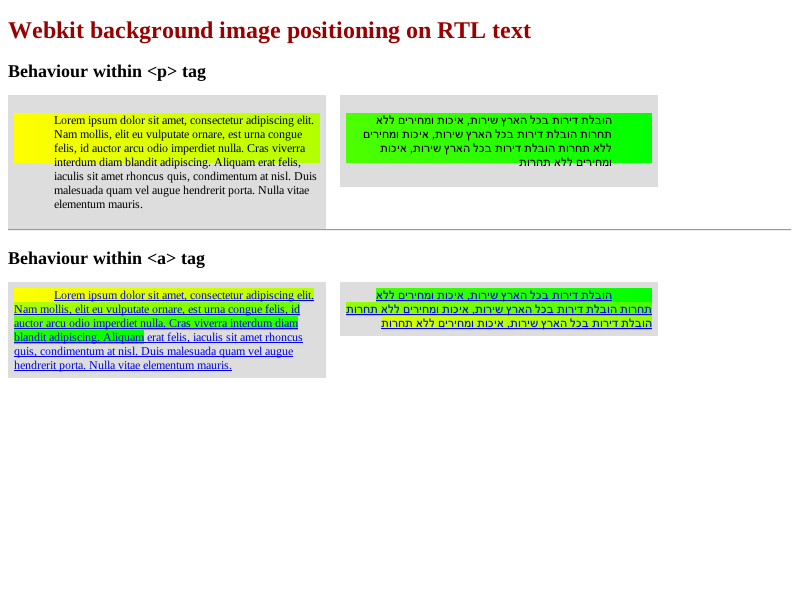 Webkit background image positioning on RTL text
Behaviour within <p> tag
Lorem ipsum dolor sit amet, consectetur adipiscing elit.
Nam mollis, elit eu vulputate ornare, est urna congue
felis, id auctor arcu odio imperdiet nulla. Cras viverra
interdum diam blandit adipiscing. Aliquam erat felis,
iaculis sit amet rhoncus quis, condimentum at nisl. Duis
malesuada quam vel augue hendrerit porta. Nulla vitae
elementum mauris.
הובלת דירות בכל הארץ שירות, איכות ומחירים ללא
תחרות הובלת דירות בכל הארץ שירות, איכות ומחירים
ללא תחרות הובלת דירות בכל הארץ שירות, איכות
ומחירים ללא תחרות
Behaviour within <a> tag
Lorem ipsum dolor sit amet, consectetur adipiscing elit.
Nam mollis, elit eu vulputate ornare, est urna congue felis, id
auctor arcu odio imperdiet nulla. Cras viverra interdum diam
blandit adipiscing. Aliquam erat felis, iaculis sit amet rhoncus
quis, condimentum at nisl. Duis malesuada quam vel augue
hendrerit porta. Nulla vitae elementum mauris.
הובלת דירות בכל הארץ שירות, איכות ומחירים ללא
תחרות הובלת דירות בכל הארץ שירות, איכות ומחירים ללא תחרות
הובלת דירות בכל הארץ שירות, איכות ומחירים ללא תחרות